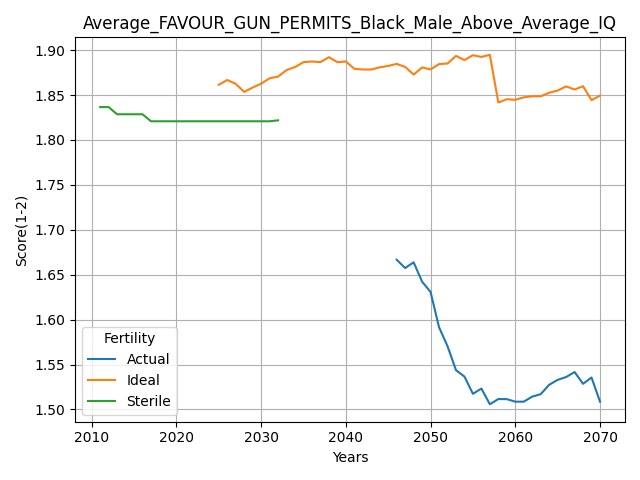 Average_FAVOUR_GUN_PERMITS_Black_Male_Above_Average_IQ
1.90
1.85
1.80
1.75
1.70
1.65
1.60
1.55
1.50
Score(1-2)
Fertility
Actual
Ideal
Sterile
2010 2020 2030 2040 2050 2060 2070
Years